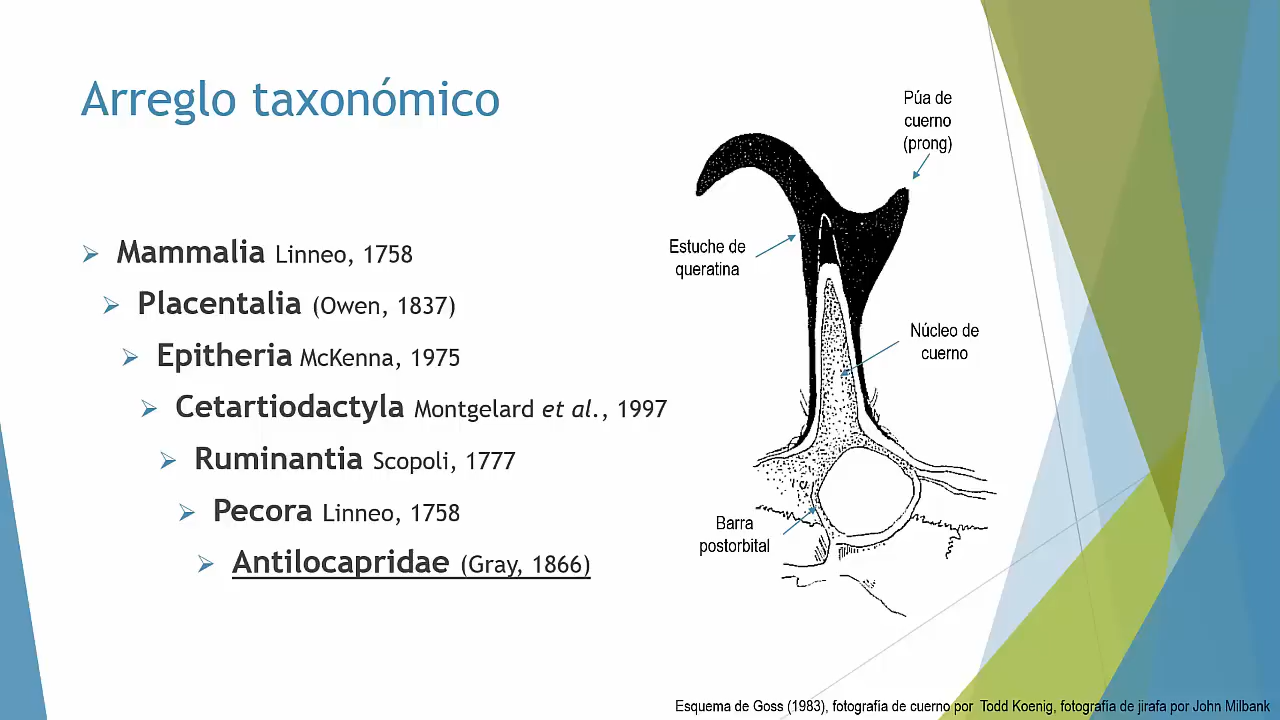 Arreglo taxonómico
Mammalia Linneo, 1758
Placentalia (Owen, 1837)
Epitheria McKenna, 1975
Cetartiodactyla Montgelard et al., 1997
Ruminantia Scopoli, 1777
Pecora Linneo, 1758
Antilocapridae (Gray, 1866)
Púa de
cuerno
(prong)
Estuche de
queratina
Núcleo de
cuerno
Barra
postorbital
Esquema de Goss (1983), fotografía de cuerno por Todd Koenig, fotografía de jirafa por John Milbank